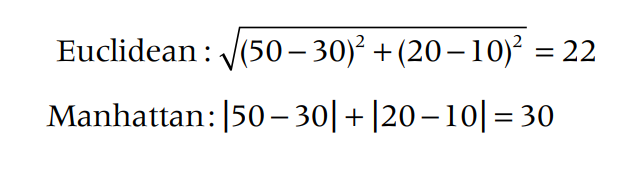 Euclidean: √(50 – 30)² + (20 – 10)² = 22
Manhattan: |50 – 30| + |20 – 10| = 30